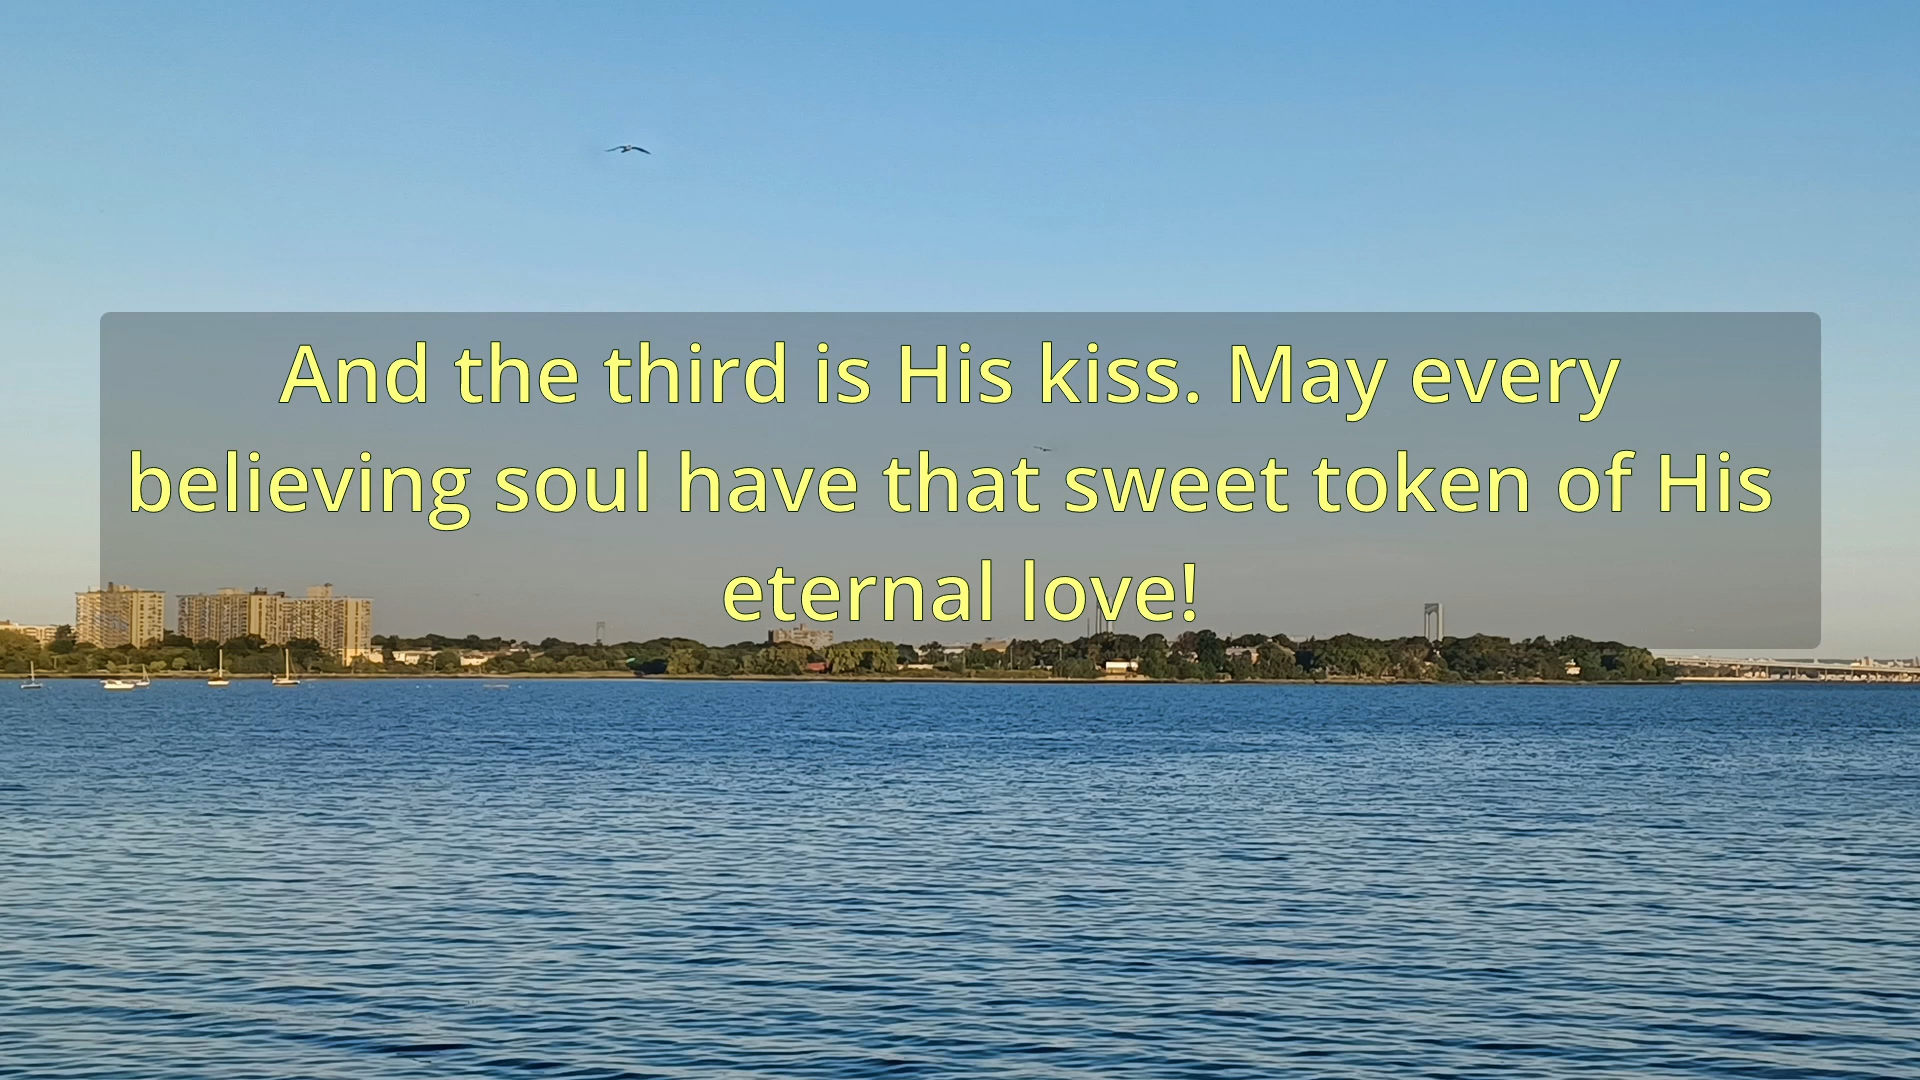 And the third is His kiss. May every
believing soul have that sweet token of His
eternal love!